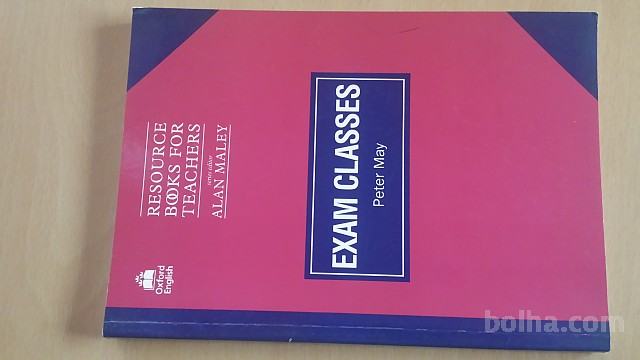 RESOURCE
BOOKS FOR
TEACHERS
series editor
ALAN MALEY
EXAM CLASSES
Peter May
Oxford
English
bolha.com